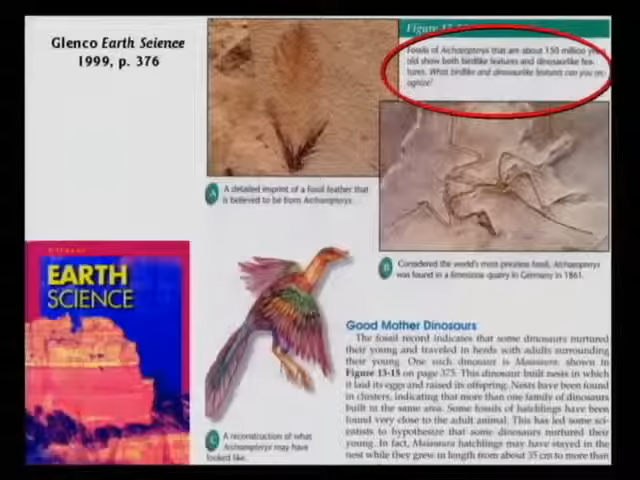 Glenco Earth Seience
1999, p. 376
Fossils of Archaeopteryx that are about 150 million years
old show both birdlike features and dinosaurlike fea-
tures. What birdlike and dinosaurlike features can you rec-
ognize?
A A detailed imprint of a fossil feather that
is believed to be from Archaeopteryx.
B Considered the world's most precious fossil, Archaeopteryx
was found in a limestone quarry in Germany in 1861.
EARTH
SCIENCE
C A reconstruction of what
Archaeopteryx may have
looked like.
Good Mother Dinosaurs
The fossil record indicates that some dinosaurs nurtured
their young and traveled in herds with adults surrounding
their young. One such dinosaur is Maiasaura, shown in
Figure 13-15 on page 375. This dinosaur built nests in which
it laid its eggs and raised its offspring. Nests have been found
in clusters, indicating that more than one family of dinosaurs
built in the same area. Some fossils of hatchlings have been
found very close to the adult animal. This has led some sci-
entists to hypothesize that some dinosaurs nurtured their
young. In fact, Maiasaura hatchlings may have stayed in the
nest while they grew in length from about 35 cm to more than